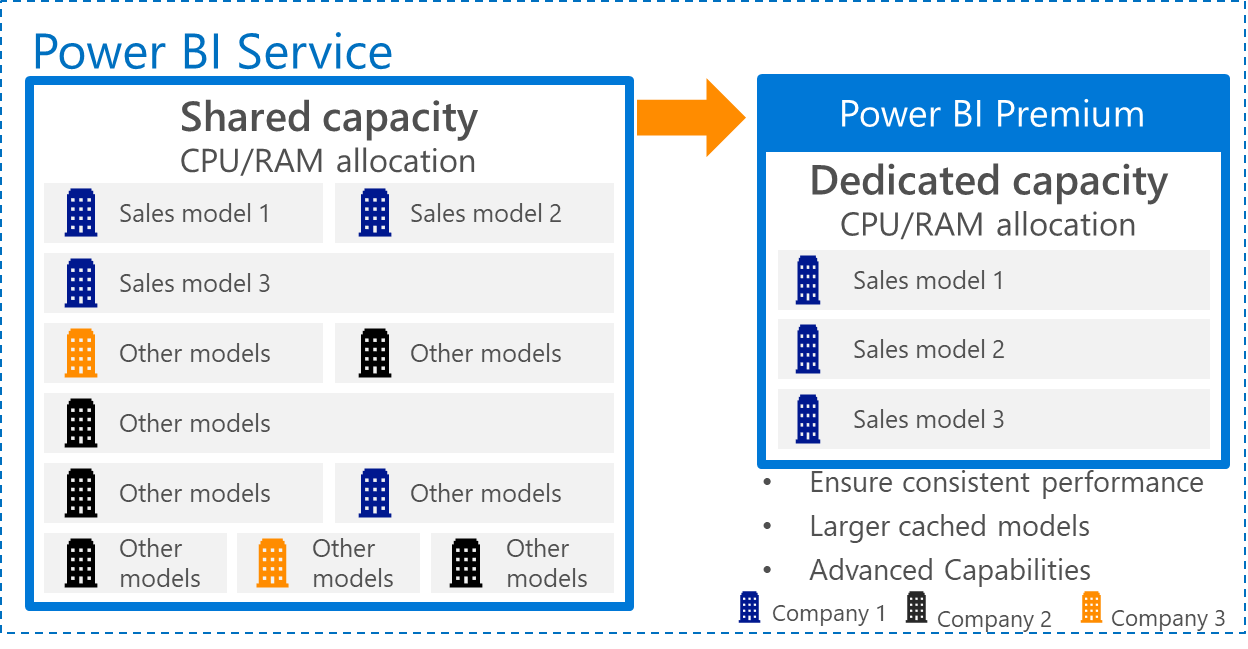 Power BI Service
Shared capacity
CPU/RAM allocation
Sales model 1
Sales model 2
Sales model 3
Other models
Other models
Other models
Other models
Other models
Other
models
Other
models
Other
models
Power BI Premium
Dedicated capacity
CPU/RAM allocation
Sales model 1
Sales model 2
Sales model 3
• Ensure consistent performance
• Larger cached models
• Advanced Capabilities
Company 1
Company 2
Company 3